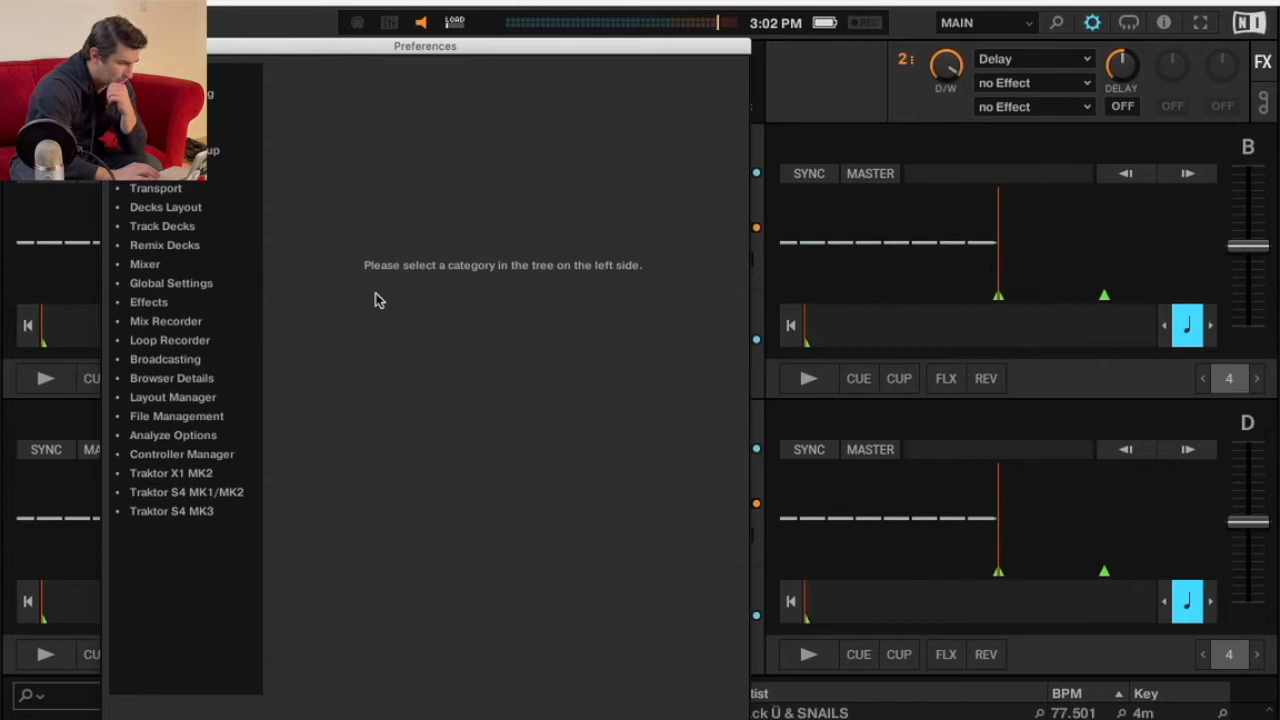 LOAD
3:02 PM
REC
MAIN
NI
Preferences
2
Delay
no Effect
no Effect
D/W
DELAY
OFF
OFF
OFF
FX
Transport
Decks Layout
Track Decks
Remix Decks
Mixer
Global Settings
Effects
Mix Recorder
Loop Recorder
Broadcasting
Browser Details
Layout Manager
File Management
Analyze Options
Controller Manager
Traktor X1 MK2
Traktor S4 MK1/MK2
Traktor S4 MK3
Please select a category in the tree on the left side.
B
SYNC
MASTER
CUE
CUP
FLX
REV
4
D
SYNC
MASTER
CUE
CUP
FLX
REV
4
CU
SYNC
MA
CU
tist
BPM
Key
ck Ü & SNAILS
77.501
4m